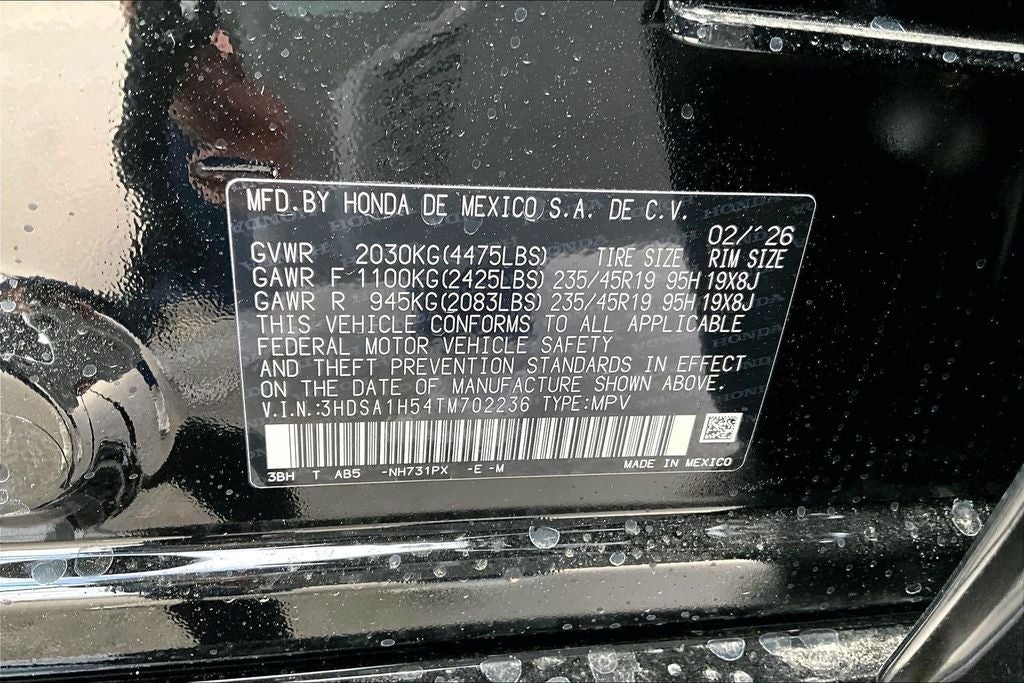 MFD. BY HONDA DE MEXICO S.A. DE C.V.
02/'26
GVWR 2030KG(4475LBS) TIRE SIZE RIM SIZE
GAWR F 1100KG(2425LBS) 235/45R19 95H 19X8J
GAWR R 945KG(2083LBS) 235/45R19 95H 19X8J
THIS VEHICLE CONFORMS TO ALL APPLICABLE
FEDERAL MOTOR VEHICLE SAFETY
AND THEFT PREVENTION STANDARDS IN EFFECT
ON THE DATE OF MANUFACTURE SHOWN ABOVE.
V.I.N.:3HDSA1H54TM702236 TYPE:MPV
3BH T AB5 -NH731PX -E -M MADE IN MEXICO